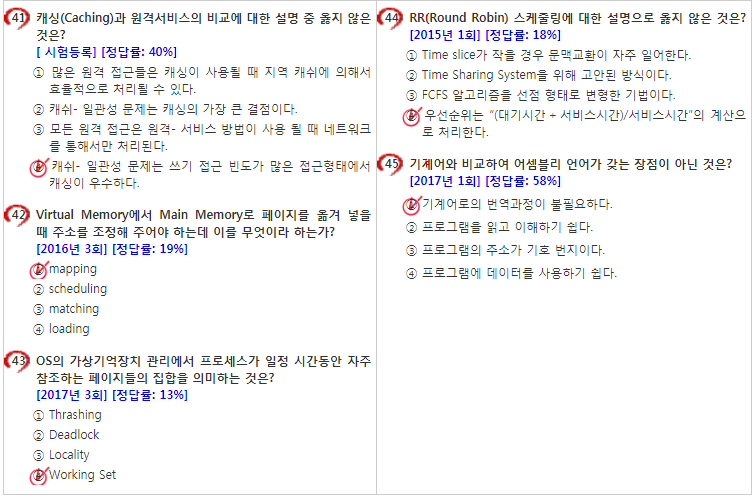 41 캐싱(Caching)과 원격서비스의 비교에 대한 설명 중 옳지 않은
것은?
[ 시험등록] [정답률: 40%]
① 많은 원격 접근들은 캐싱이 사용될 때 지역 캐쉬에 의해서
효율적으로 처리될 수 있다.
② 캐쉬- 일관성 문제는 캐싱의 가장 큰 결점이다.
③ 모든 원격 접근은 원격- 서비스 방법이 사용 될 때 네트워크
를 통해서만 처리된다.
④ 캐쉬- 일관성 문제는 쓰기 접근 빈도가 많은 접근형태에서
캐싱이 우수하다.
42 Virtual Memory에서 Main Memory로 페이지를 옮겨 넣을
때 주소를 조정해 주어야 하는데 이를 무엇이라 하는가?
[2016년 3회] [정답률: 19%]
① mapping
② scheduling
③ matching
④ loading
43 OS의 가상기억장치 관리에서 프로세스가 일정 시간동안 자주
참조하는 페이지들의 집합을 의미하는 것은?
[2017년 3회] [정답률: 13%]
① Thrashing
② Deadlock
③ Locality
④ Working Set
44 RR(Round Robin) 스케줄링에 대한 설명으로 옳지 않은 것은?
[2015년 1회] [정답률: 18%]
① Time slice가 작을 경우 문맥교환이 자주 일어한다.
② Time Sharing System을 위해 고안된 방식이다.
③ FCFS 알고리즘을 선점 형태로 변형한 기법이다.
④ 우선순위는 "(대기시간 + 서비스시간)/서비스시간"의 계산으
로 처리한다.
45 기계어와 비교하여 어셈블리 언어가 갖는 장점이 아닌 것은?
[2017년 1회] [정답률: 58%]
① 기계어로의 번역과정이 불필요하다.
② 프로그램을 읽고 이해하기 쉽다.
③ 프로그램의 주소가 기호 번지이다.
④ 프로그램에 데이터를 사용하기 쉽다.